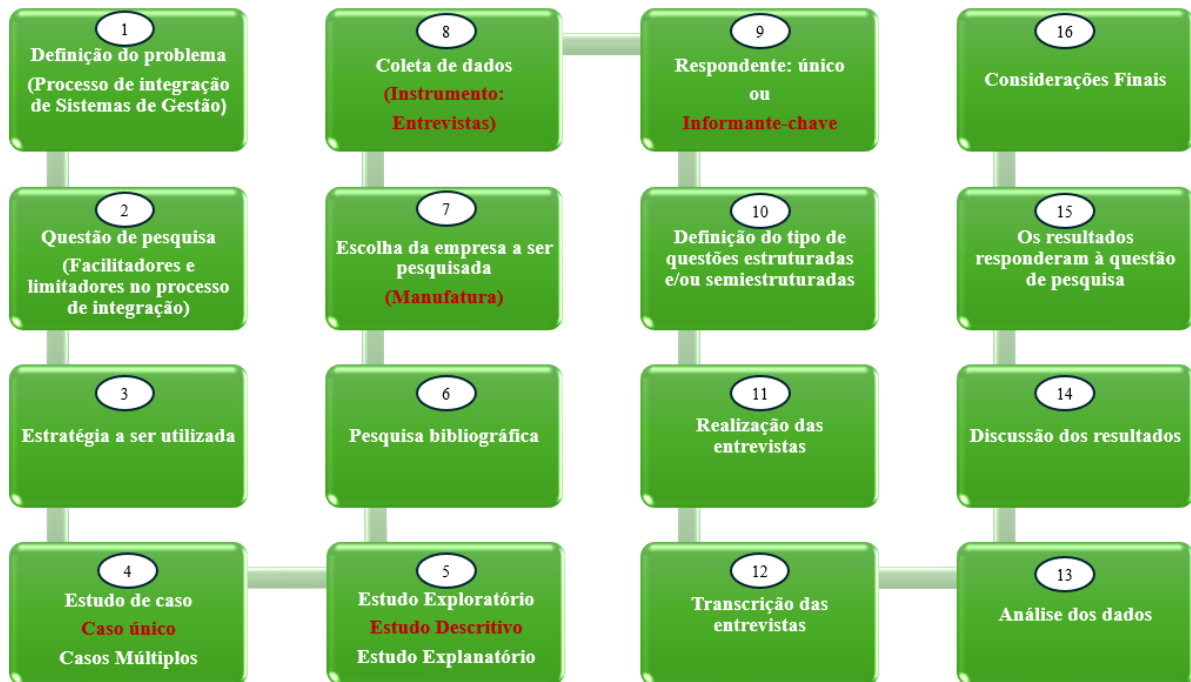 1
Definição do problema
(Processo de integração
de Sistemas de Gestão)
2
Questão de pesquisa
(Facilitadores e
limitadores no processo
de integração)
3
Estratégia a ser utilizada
4
Estudo de caso
Caso único
Casos Múltiplos
5
Estudo Exploratório
Estudo Descritivo
Estudo Explanatório
6
Pesquisa bibliográfica
7
Escolha da empresa a ser
pesquisada
(Manufatura)
8
Coleta de dados
(Instrumento:
Entrevistas)
9
Respondente: único
ou
Informante-chave
10
Definição do tipo de
questões estruturadas
e/ou semiestruturadas
11
Realização das
entrevistas
12
Transcrição das
entrevistas
13
Análise dos dados
14
Discussão dos resultados
15
Os resultados
responderam à questão
de pesquisa
16
Considerações Finais